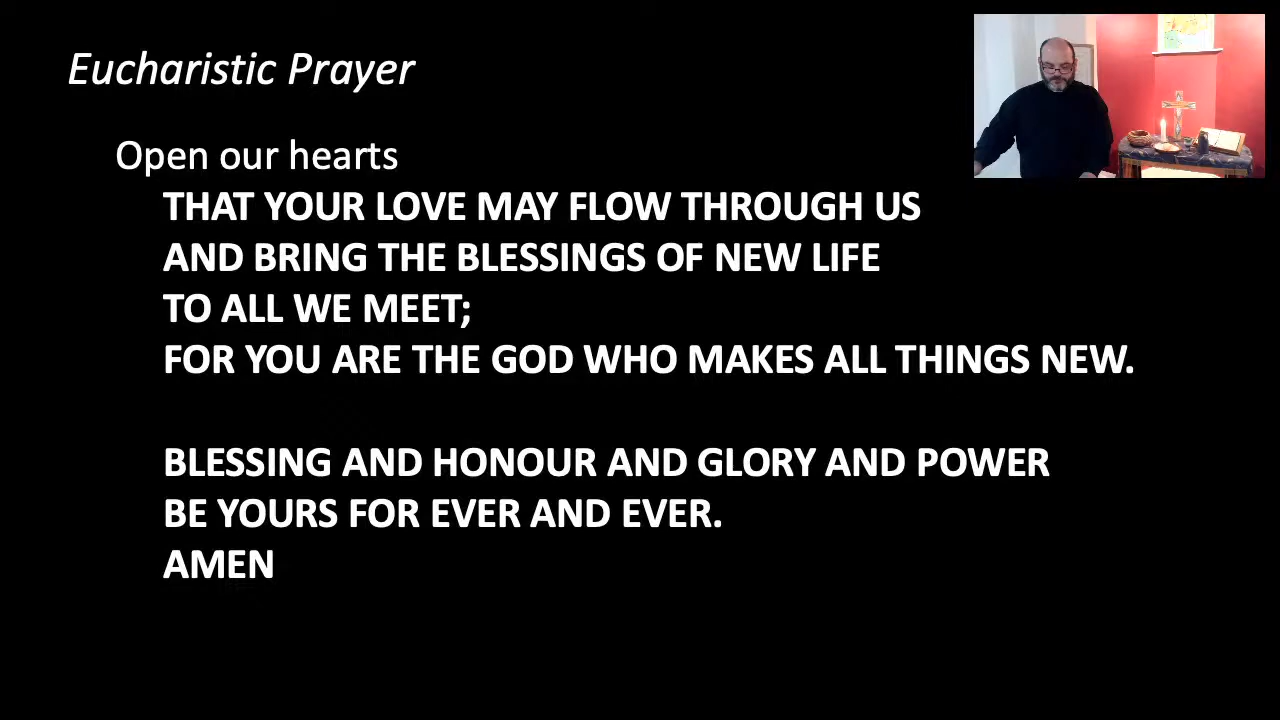 Eucharistic Prayer
Open our hearts
THAT YOUR LOVE MAY FLOW THROUGH US
AND BRING THE BLESSINGS OF NEW LIFE
TO ALL WE MEET;
FOR YOU ARE THE GOD WHO MAKES ALL THINGS NEW.
BLESSING AND HONOUR AND GLORY AND POWER
BE YOURS FOR EVER AND EVER.
AMEN